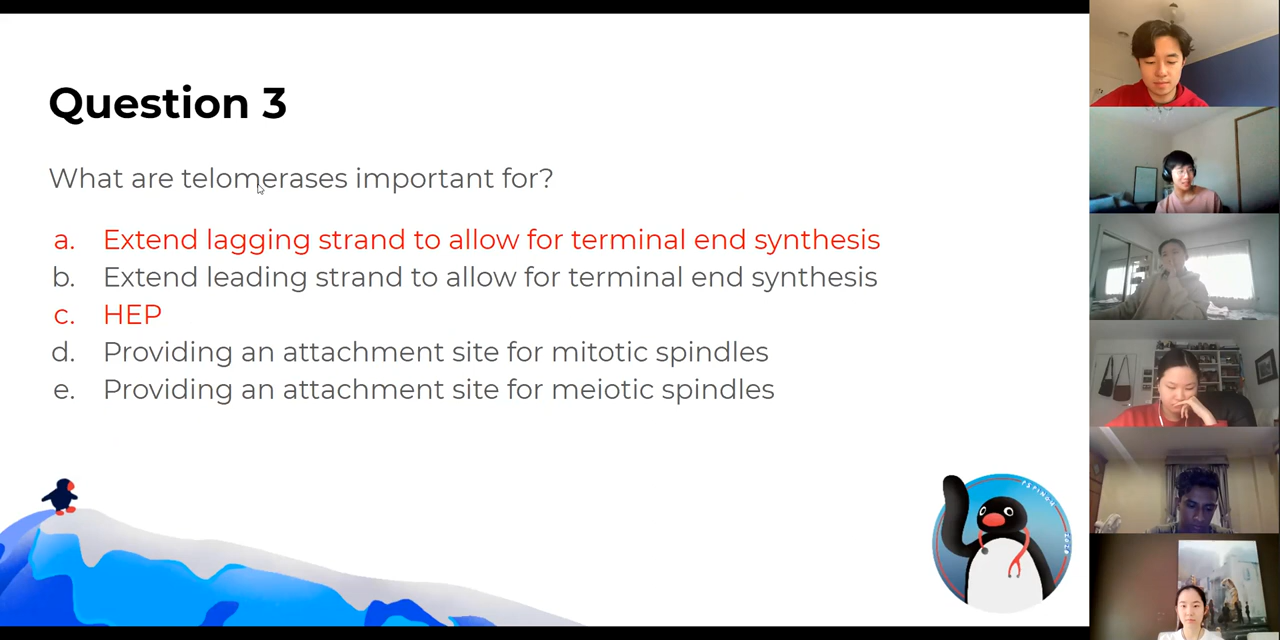 Question 3
What are telomerases important for?
a. Extend lagging strand to allow for terminal end synthesis
b. Extend leading strand to allow for terminal end synthesis
c. HEP
d. Providing an attachment site for mitotic spindles
e. Providing an attachment site for meiotic spindles